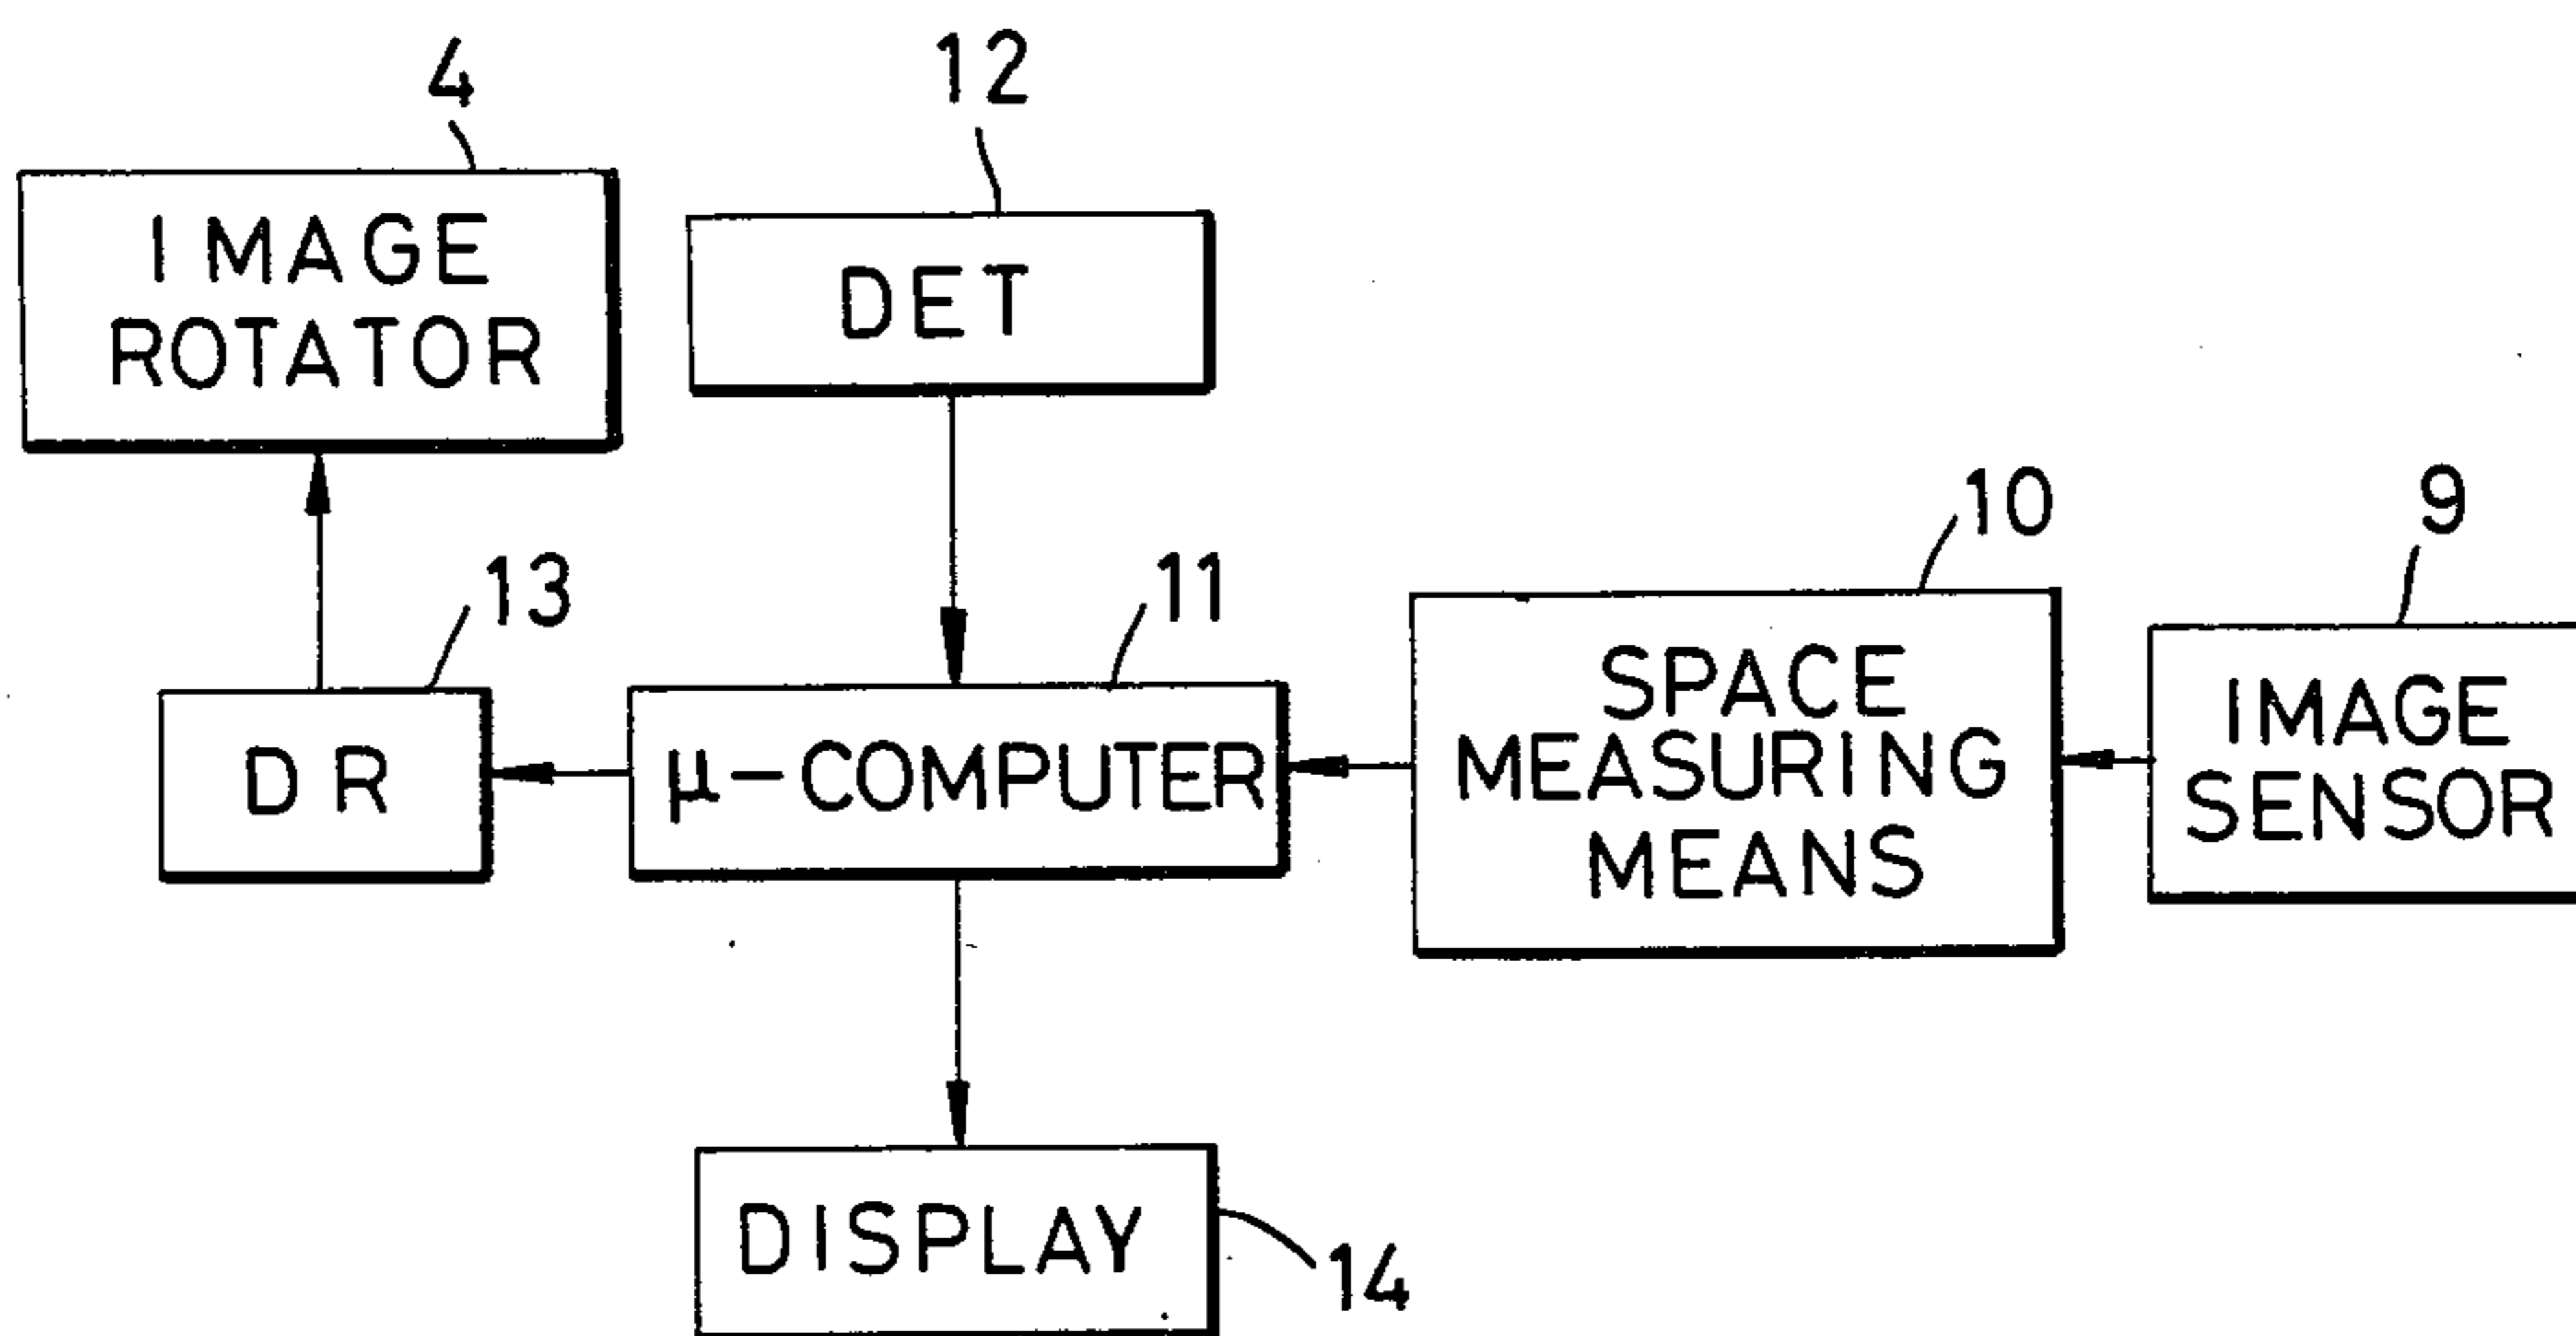 4
12
IMAGE
ROTATOR
DET
13
11
10
9
DR
μ-COMPUTER
SPACE
MEASURING
MEANS
IMAGE
SENSOR
DISPLAY
14